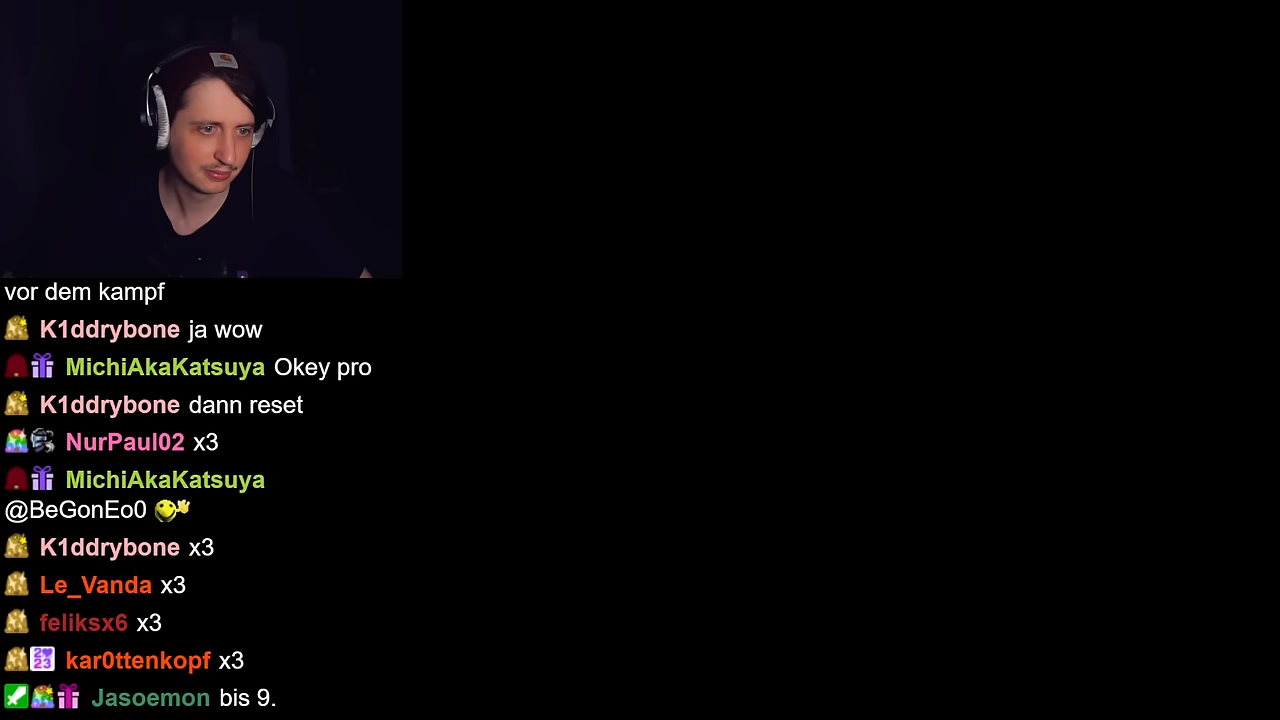 vor dem kampf
K1ddrybone ja wow
MichiAkaKatsuya Okey pro
K1ddrybone dann reset
NurPaul02 x3
MichiAkaKatsuya
@BeGonEo0
K1ddrybone x3
Le_Vanda x3
feliksx6 x3
kar0ttenkopf x3
Jasoemon bis 9.